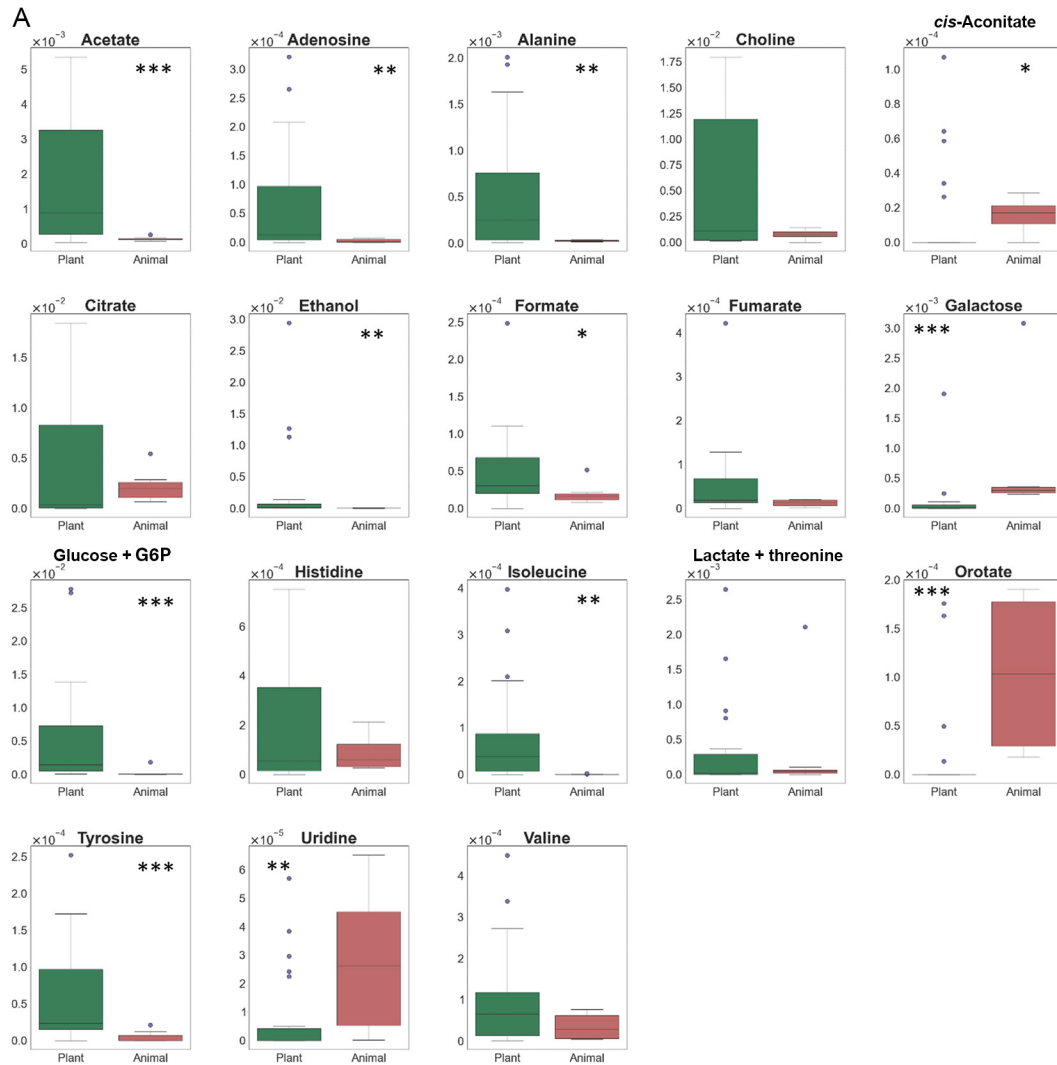 A
Acetate Adenosine Alanine Choline cis-Aconitate
×10⁻³ ×10⁻⁴ ×10⁻³ ×10⁻² ×10⁻⁴
*** ** ** *
5 3.0 2.0 1.75 1.0
4 2.5 1.5 1.50 0.8
3 2.0 1.0 1.25 0.6
2 1.5 0.5 1.00 0.4
1 1.0 0.0 0.75 0.2
0 0.5 0.50 0.0
0.0 0.25
0.00
Plant Animal Plant Animal Plant Animal Plant Animal Plant Animal
Citrate Ethanol Formate Fumarate Galactose
×10⁻² ×10⁻² ×10⁻⁴ ×10⁻⁴ ×10⁻³
** * ***
1.5 3.0 2.5 4 3.0
1.0 2.5 2.0 3 2.5
0.5 2.0 1.5 2 2.0
0.0 1.5 1.0 1 1.5
1.0 0.5 0 1.0
0.5 0.0 0.5
0.0 0.0
Plant Animal Plant Animal Plant Animal Plant Animal Plant Animal
Glucose + G6P Histidine Isoleucine Lactate + threonine Orotate
×10⁻² ×10⁻⁴ ×10⁻⁴ ×10⁻³ ×10⁻⁴
*** ** ***
2.5 6 4 2.5 2.0
2.0 4 3 2.0 1.5
1.5 2 2 1.5 1.0
1.0 0 1 1.0 0.5
0.5 0 0.5 0.0
0.0 0.0
Plant Animal Plant Animal Plant Animal Plant Animal Plant Animal
Tyrosine Uridine Valine
×10⁻⁴ ×10⁻⁵ ×10⁻⁴
*** **
2.5 6 4
2.0 5 3
1.5 4 2
1.0 3 1
0.5 2 0
0.0 1
0
Plant Animal Plant Animal Plant Animal